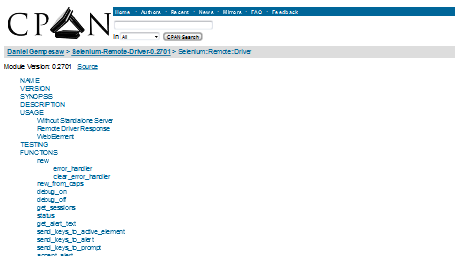 CPAN
Home · Authors · Recent · News · Mirrors · FAQ · Feedback
in All CPAN Search
Daniel Gempesaw > Selenium-Remote-Driver-0.2701 > Selenium::Remote::Driver
Module Version: 0.2701 Source
NAME
VERSION
SYNOPSIS
DESCRIPTION
USAGE
Without Standalone Server
Remote Driver Response
WebElement
TESTING
FUNCTIONS
new
error_handler
clear_error_handler
new_from_caps
debug_on
debug_off
get_sessions
status
get_alert_text
send_keys_to_active_element
send_keys_to_alert
send_keys_to_prompt
accept_alert